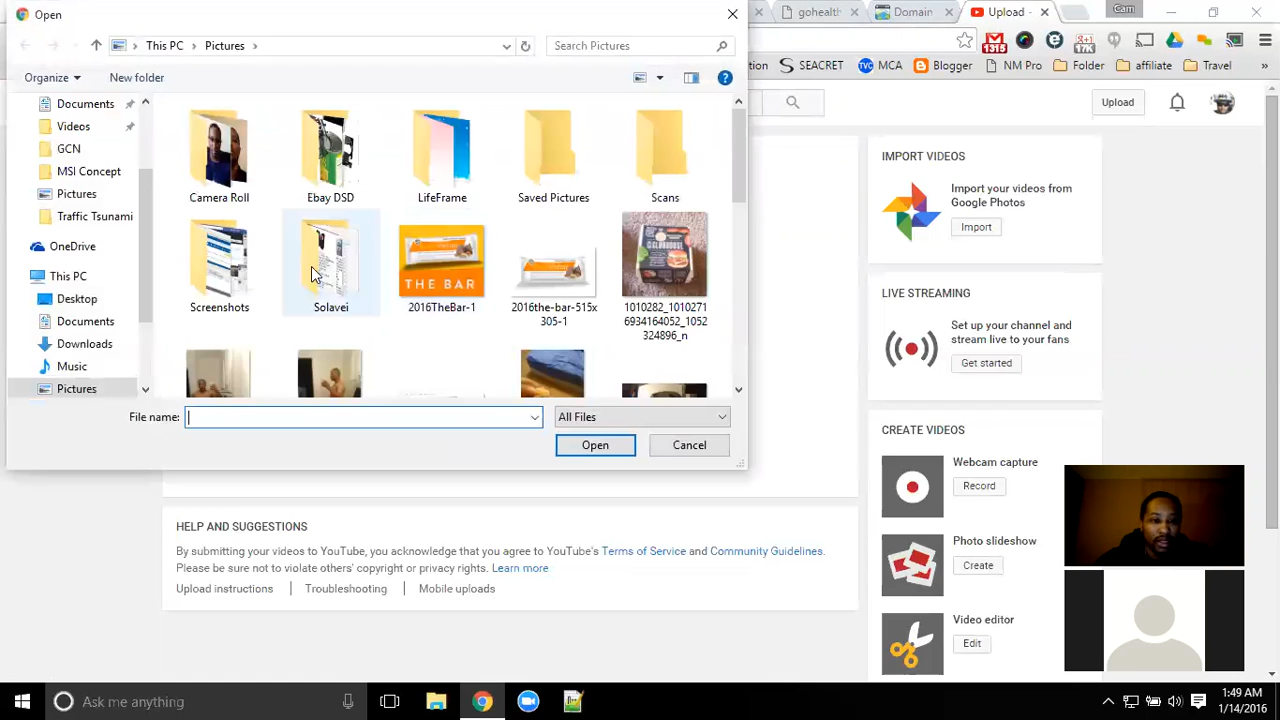 Open
gohealth
Domain
Upload -
Cam
This PC
Pictures
Search Pictures
1315
17K
Organize
New folder
tion
SEACRET
MCA
Blogger
NM Pro
Folder
affiliate
Travel
»
Documents
Videos
GCN
MSI Concept
Pictures
Traffic Tsunami
OneDrive
This PC
Desktop
Documents
Downloads
Music
Pictures
Camera Roll
Ebay DSD
LifeFrame
Saved Pictures
Scans
THE BAR
Screenshots
Solavei
2016TheBar-1
2016the-bar-515x
305-1
1010282_1010271
6934164052_1052
324896_n
File name:
All Files
Open
Cancel
Upload
IMPORT VIDEOS
Import your videos from
Google Photos
Import
LIVE STREAMING
Set up your channel and
stream live to your fans
Get started
CREATE VIDEOS
Webcam capture
Record
Photo slideshow
Create
Video editor
Edit
HELP AND SUGGESTIONS
By submitting your videos to YouTube, you acknowledge that you agree to YouTube's Terms of Service and Community Guidelines.
Please be sure not to violate others' copyright or privacy rights. Learn more
Upload instructions
Troubleshooting
Mobile uploads
Ask me anything
1:49 AM
1/14/2016